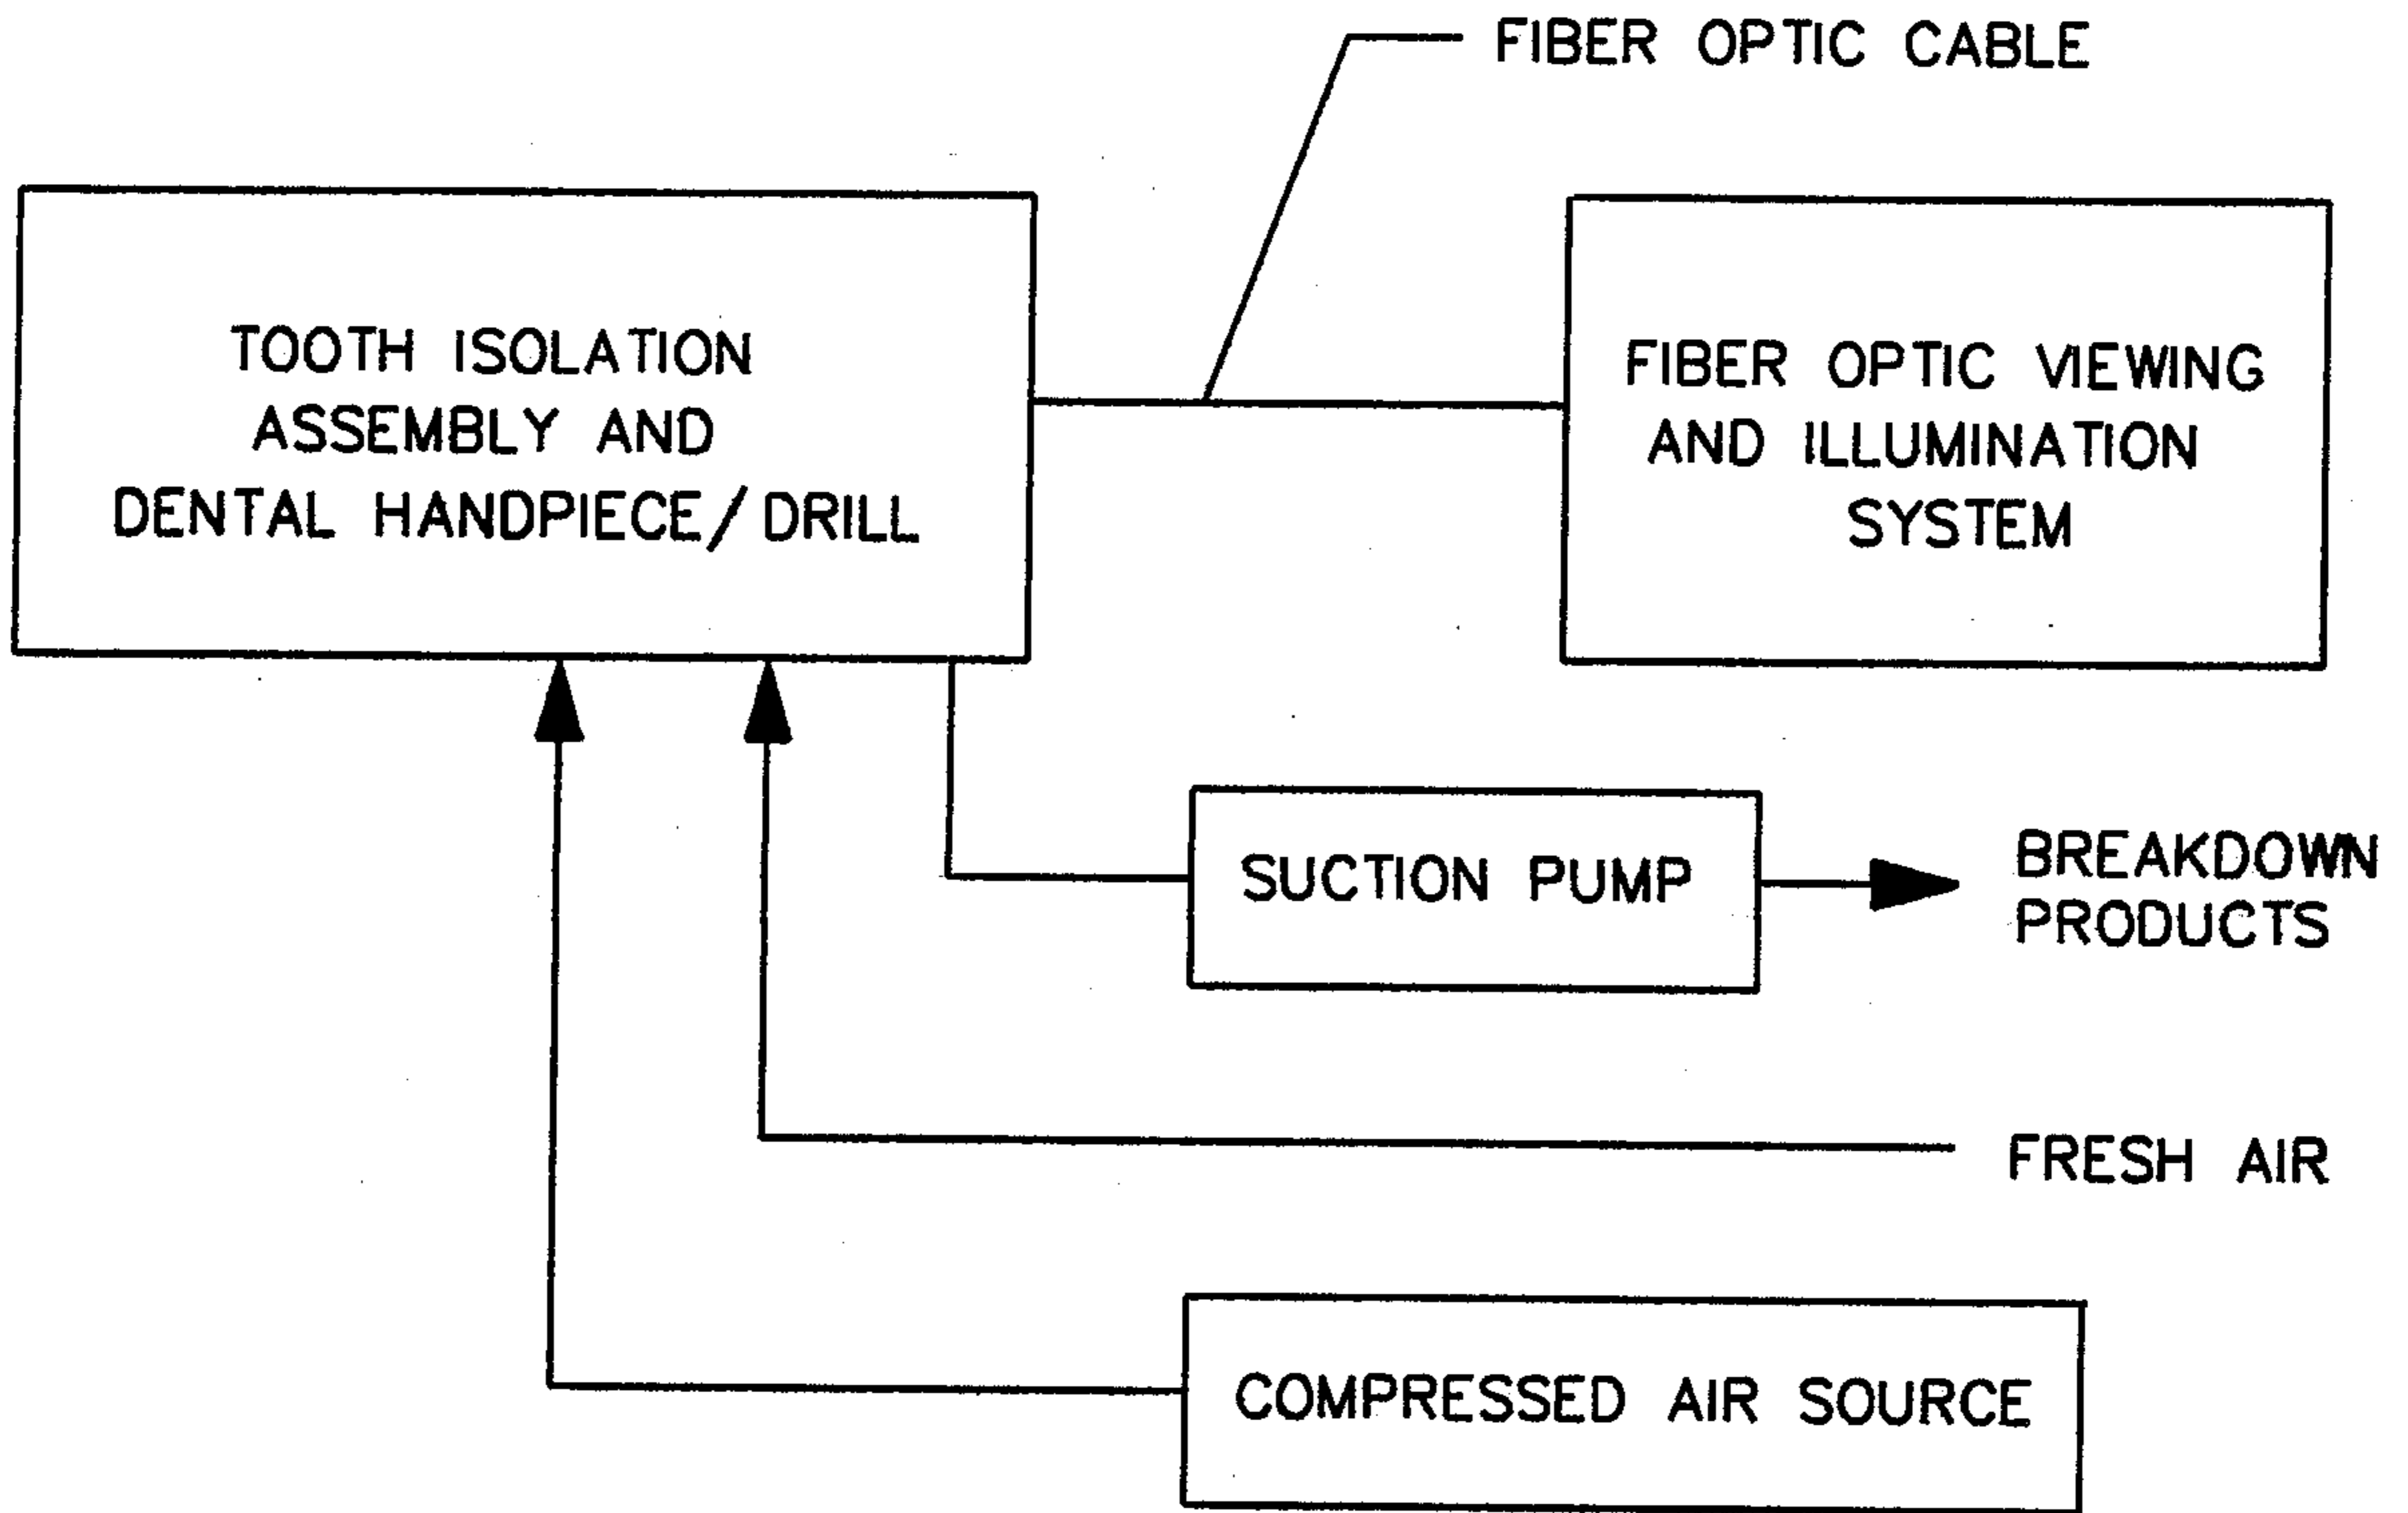 FIBER OPTIC CABLE
TOOTH ISOLATION
ASSEMBLY AND
DENTAL HANDPIECE/DRILL
FIBER OPTIC VIEWING
AND ILLUMINATION
SYSTEM
SUCTION PUMP
BREAKDOWN
PRODUCTS
FRESH AIR
COMPRESSED AIR SOURCE